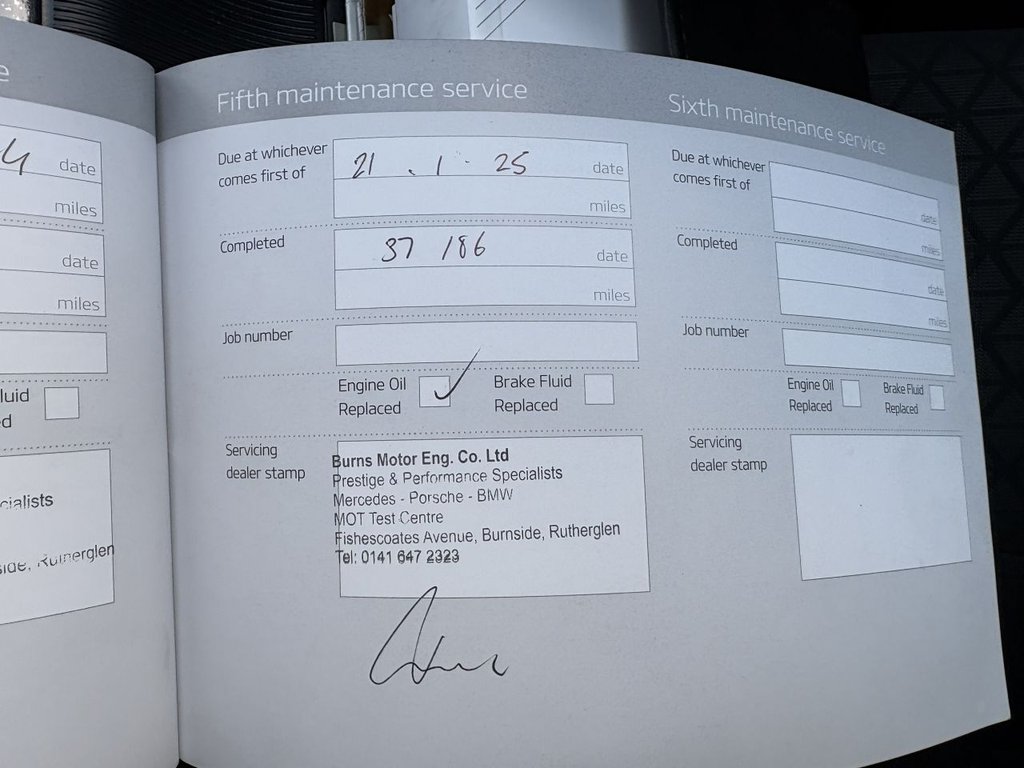 e
4 date
miles
date
miles
luid
d
cialists
side, Rutherglen
Fifth maintenance service
Due at whichever
comes first of
21 . 1 . 25 date
miles
Completed
37 186 date
miles
Job number
Engine Oil
Replaced
Brake Fluid
Replaced
Servicing
dealer stamp
Burns Motor Eng. Co. Ltd
Prestige & Performance Specialists
Mercedes - Porsche - BMW
MOT Test Centre
Fishescoates Avenue, Burnside, Rutherglen
Tel: 0141 647 2323
Sixth maintenance service
Due at whichever
comes first of
date
miles
Completed
date
miles
Job number
Engine Oil
Replaced
Brake Fluid
Replaced
Servicing
dealer stamp